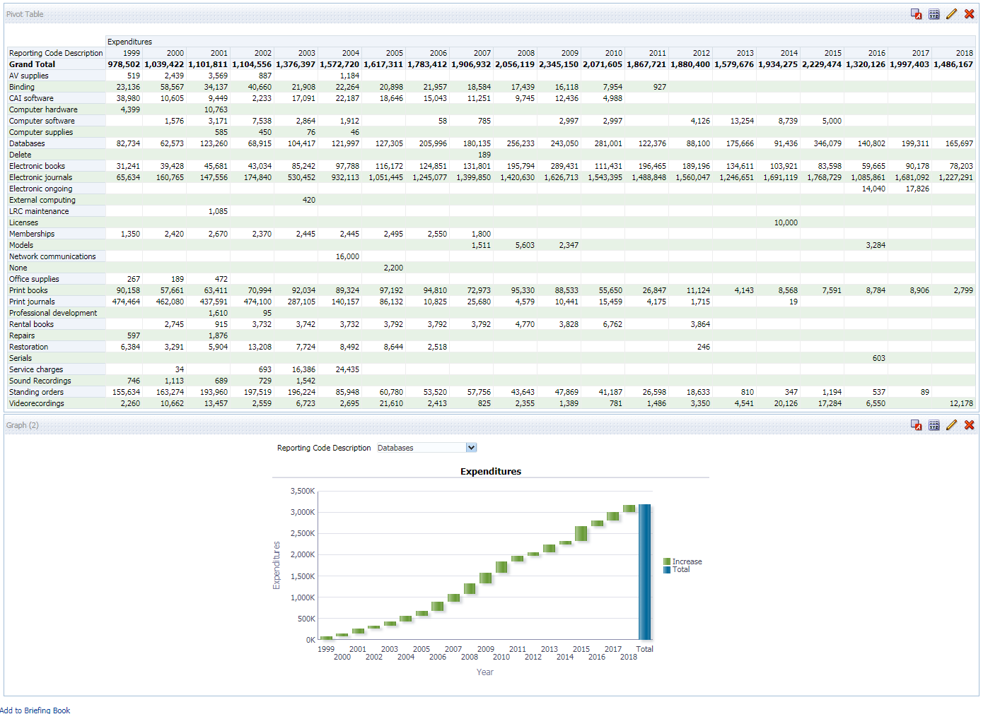 Pivot Table
Expenditures
Reporting Code Description 1999 2000 2001 2002 2003 2004 2005 2006 2007 2008 2009 2010 2011 2012 2013 2014 2015 2016 2017 2018
Grand Total 978,502 1,039,422 1,101,811 1,104,556 1,376,397 1,572,720 1,617,311 1,783,412 1,906,932 2,056,119 2,345,150 2,071,605 1,867,721 1,880,400 1,579,676 1,934,275 2,229,474 1,320,126 1,997,403 1,486,167
AV supplies 519 2,439 3,569 887 1,184
Binding 23,136 58,567 34,137 40,660 21,908 22,264 20,898 21,957 18,584 17,439 16,118 7,954 927
CAI software 38,980 10,605 9,449 2,233 17,091 22,187 18,646 15,043 11,251 9,745 12,436 4,988
Computer hardware 4,399 10,763
Computer software 1,576 3,171 7,538 2,864 1,912 58 785 2,997 2,997 4,126 13,254 8,739 5,000
Computer supplies 585 450 76 46
Databases 82,734 62,573 123,260 68,915 104,417 121,997 127,305 205,996 180,135 256,233 243,050 281,001 122,376 88,100 175,666 91,436 346,079 140,802 199,311 165,697
Delete 189
Electronic books 31,241 39,428 45,681 43,034 85,242 97,788 116,172 124,851 131,801 195,794 289,431 111,431 196,465 189,196 134,611 103,921 83,598 59,665 90,178 78,203
Electronic journals 65,634 160,765 147,556 174,840 530,452 932,113 1,051,445 1,245,077 1,399,850 1,420,630 1,626,713 1,543,395 1,488,848 1,560,047 1,246,651 1,691,119 1,768,729 1,085,861 1,681,092 1,227,291
Electronic ongoing 14,040 17,826
External computing 420
LRC maintenance 1,085
Licenses 10,000
Memberships 1,350 2,420 2,670 2,370 2,445 2,445 2,495 2,550 1,800
Models 1,511 5,603 2,347 3,284
Network communications 16,000
None 2,200
Office supplies 267 189 472
Print books 90,158 57,661 63,411 70,994 92,034 89,324 97,192 94,810 72,973 95,330 88,533 55,650 26,847 11,124 4,143 8,568 7,591 8,784 8,906 2,799
Print journals 474,464 462,080 437,591 474,100 287,105 140,157 86,132 10,825 25,680 4,579 10,441 15,459 4,175 1,715 19
Professional development 1,610 95
Rental books 2,745 915 3,732 3,742 3,732 3,792 3,792 3,792 4,770 3,828 6,762 3,864
Repairs 597 1,876
Restoration 6,384 3,291 5,904 13,208 7,724 8,492 8,644 2,518 246
Serials 603
Service charges 34 693 16,386 24,435
Sound Recordings 746 1,113 689 729 1,542
Standing orders 155,634 163,274 193,960 197,519 196,224 85,948 60,780 53,520 57,756 43,643 47,869 41,187 26,598 18,633 810 347 1,194 537 89
Videorecordings 2,260 10,662 13,457 2,559 6,723 2,695 21,610 2,413 825 2,355 1,389 781 1,486 3,350 4,541 20,126 17,284 6,550 12,178
Graph (2)
Reporting Code Description Databases
Expenditures
3,500K
3,000K
2,500K
2,000K
1,500K
1,000K
500K
0K
Expenditures
Increase
Total
1999 2001 2003 2005 2007 2009 2011 2013 2015 2017 Total
2000 2002 2004 2006 2008 2010 2012 2014 2016 2018
Year
Add to Briefing Book